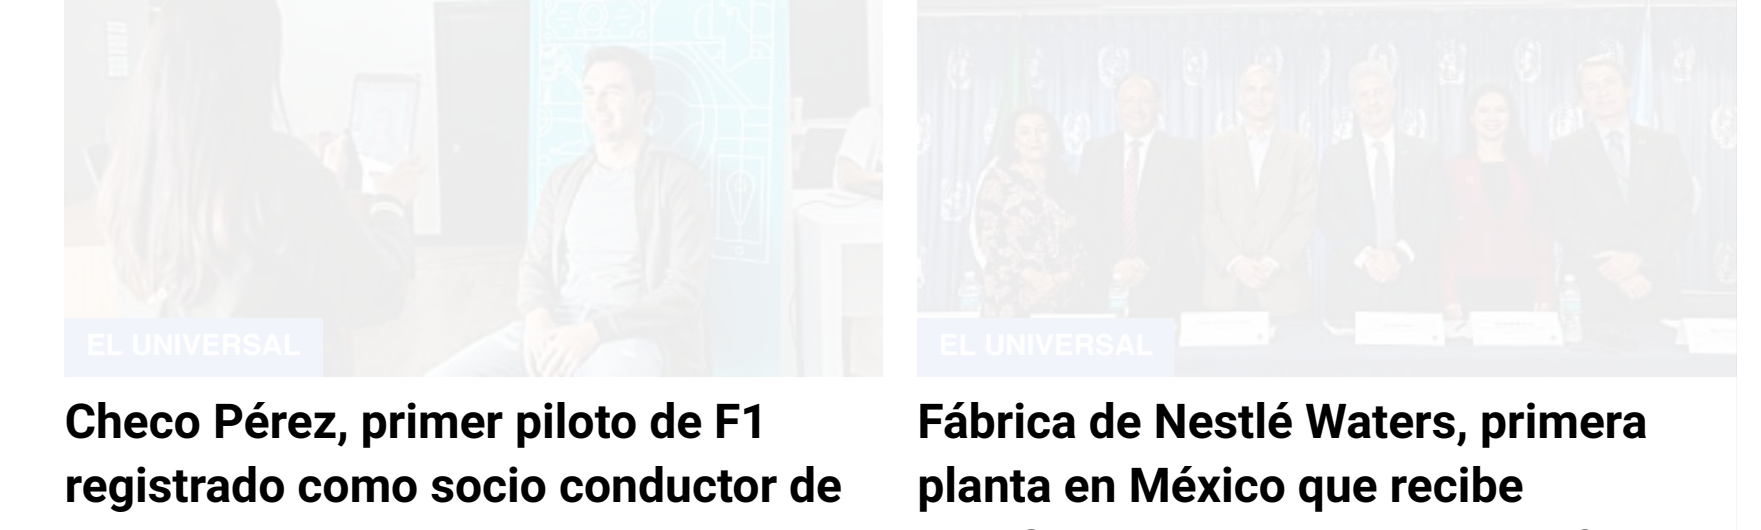 EL UNIVERSAL
Checo Pérez, primer piloto de F1
registrado como socio conductor de
EL UNIVERSAL
Fábrica de Nestlé Waters, primera
planta en México que recibe